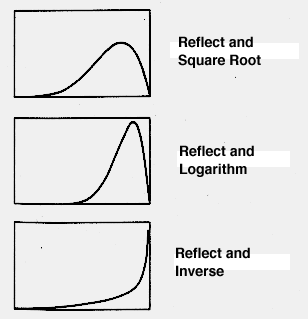 Reflect and
Square Root
Reflect and
Logarithm
Reflect and
Inverse